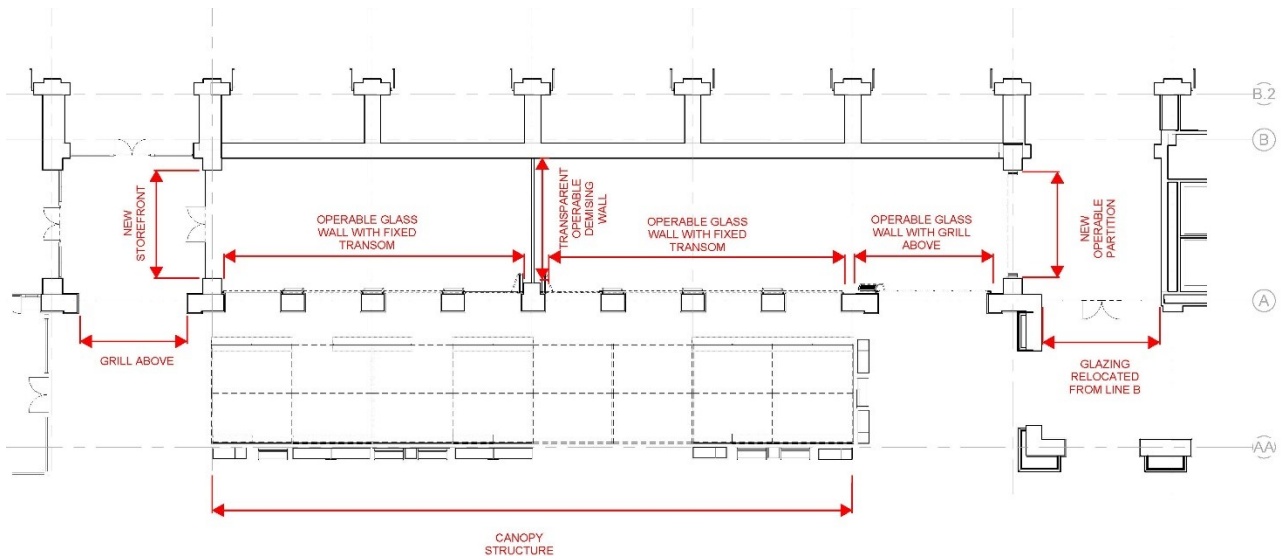 B.2
B
NEW
STOREFRONT
OPERABLE GLASS
WALL WITH FIXED
TRANSOM
TRANSPARENT
OPERABLE
DEMISING
WALL
OPERABLE GLASS
WALL WITH FIXED
TRANSOM
OPERABLE GLASS
WALL WITH GRILL
ABOVE
NEW
OPERABLE
PARTITION
A
GRILL ABOVE
GLAZING
RELOCATED
FROM LINE B
AA
CANOPY
STRUCTURE